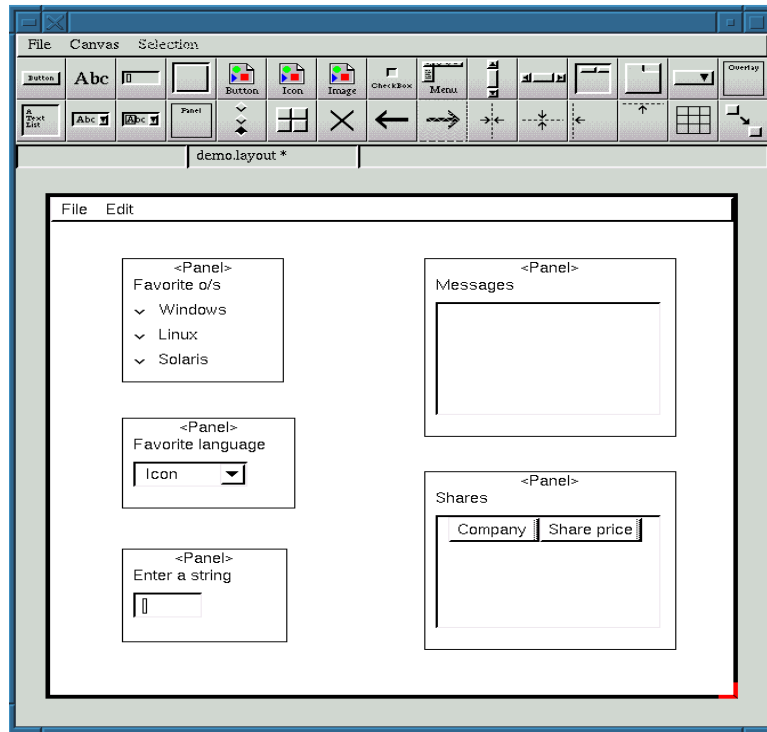 File Canvas Selection
Button Abc Button Icon Image CheckBox Menu Overlay
A Text List Abc Abc Panel
demo.layout *
File Edit
<Panel>
Favorite o/s
Windows
Linux
Solaris
<Panel>
Favorite language
Icon
<Panel>
Enter a string
<Panel>
Messages
<Panel>
Shares
Company Share price